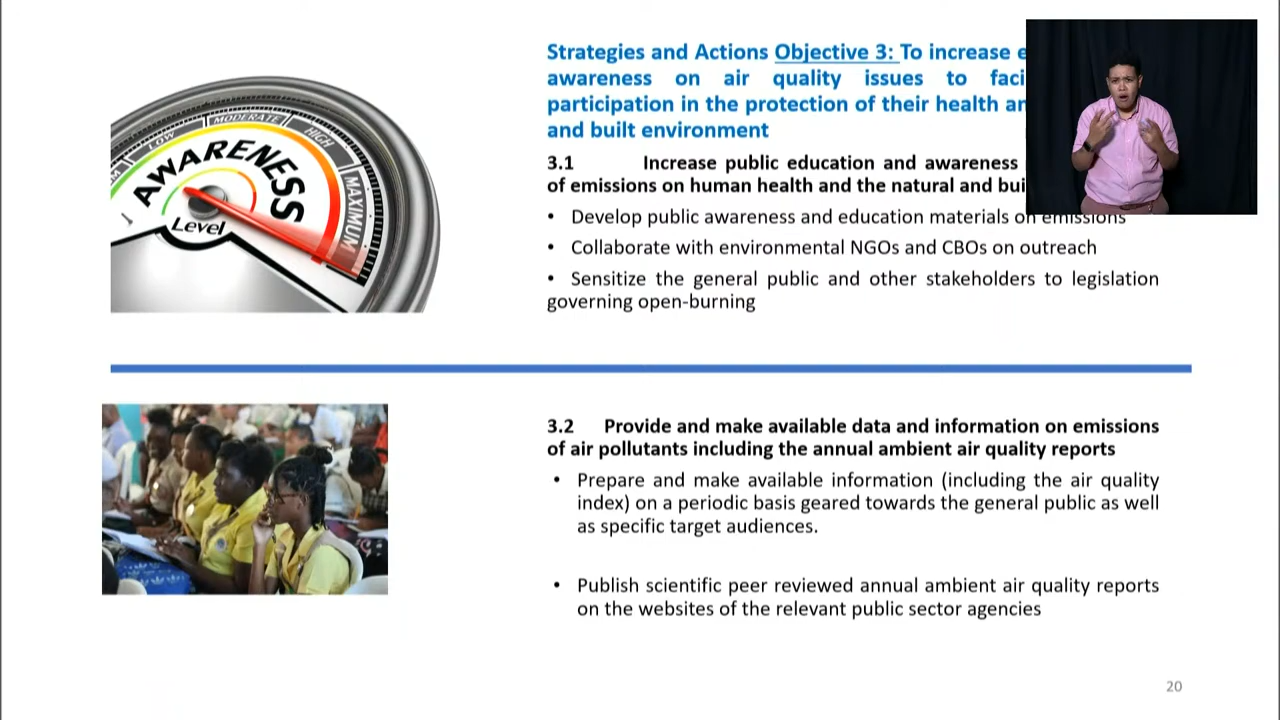 Strategies and Actions Objective 3: To increase
awareness on air quality issues to
participation in the protection of their health
and built environment
3.1 Increase public education and awareness
of emissions on human health and the natural and
• Develop public awareness and education materials on emissions
• Collaborate with environmental NGOs and CBOs on outreach
• Sensitize the general public and other stakeholders to legislation
governing open-burning
LOW
MODERATE
HIGH
MAXIMUM
AWARENESS
Level
3.2 Provide and make available data and information on emissions
of air pollutants including the annual ambient air quality reports
• Prepare and make available information (including the air quality
index) on a periodic basis geared towards the general public as well
as specific target audiences.
• Publish scientific peer reviewed annual ambient air quality reports
on the websites of the relevant public sector agencies
20